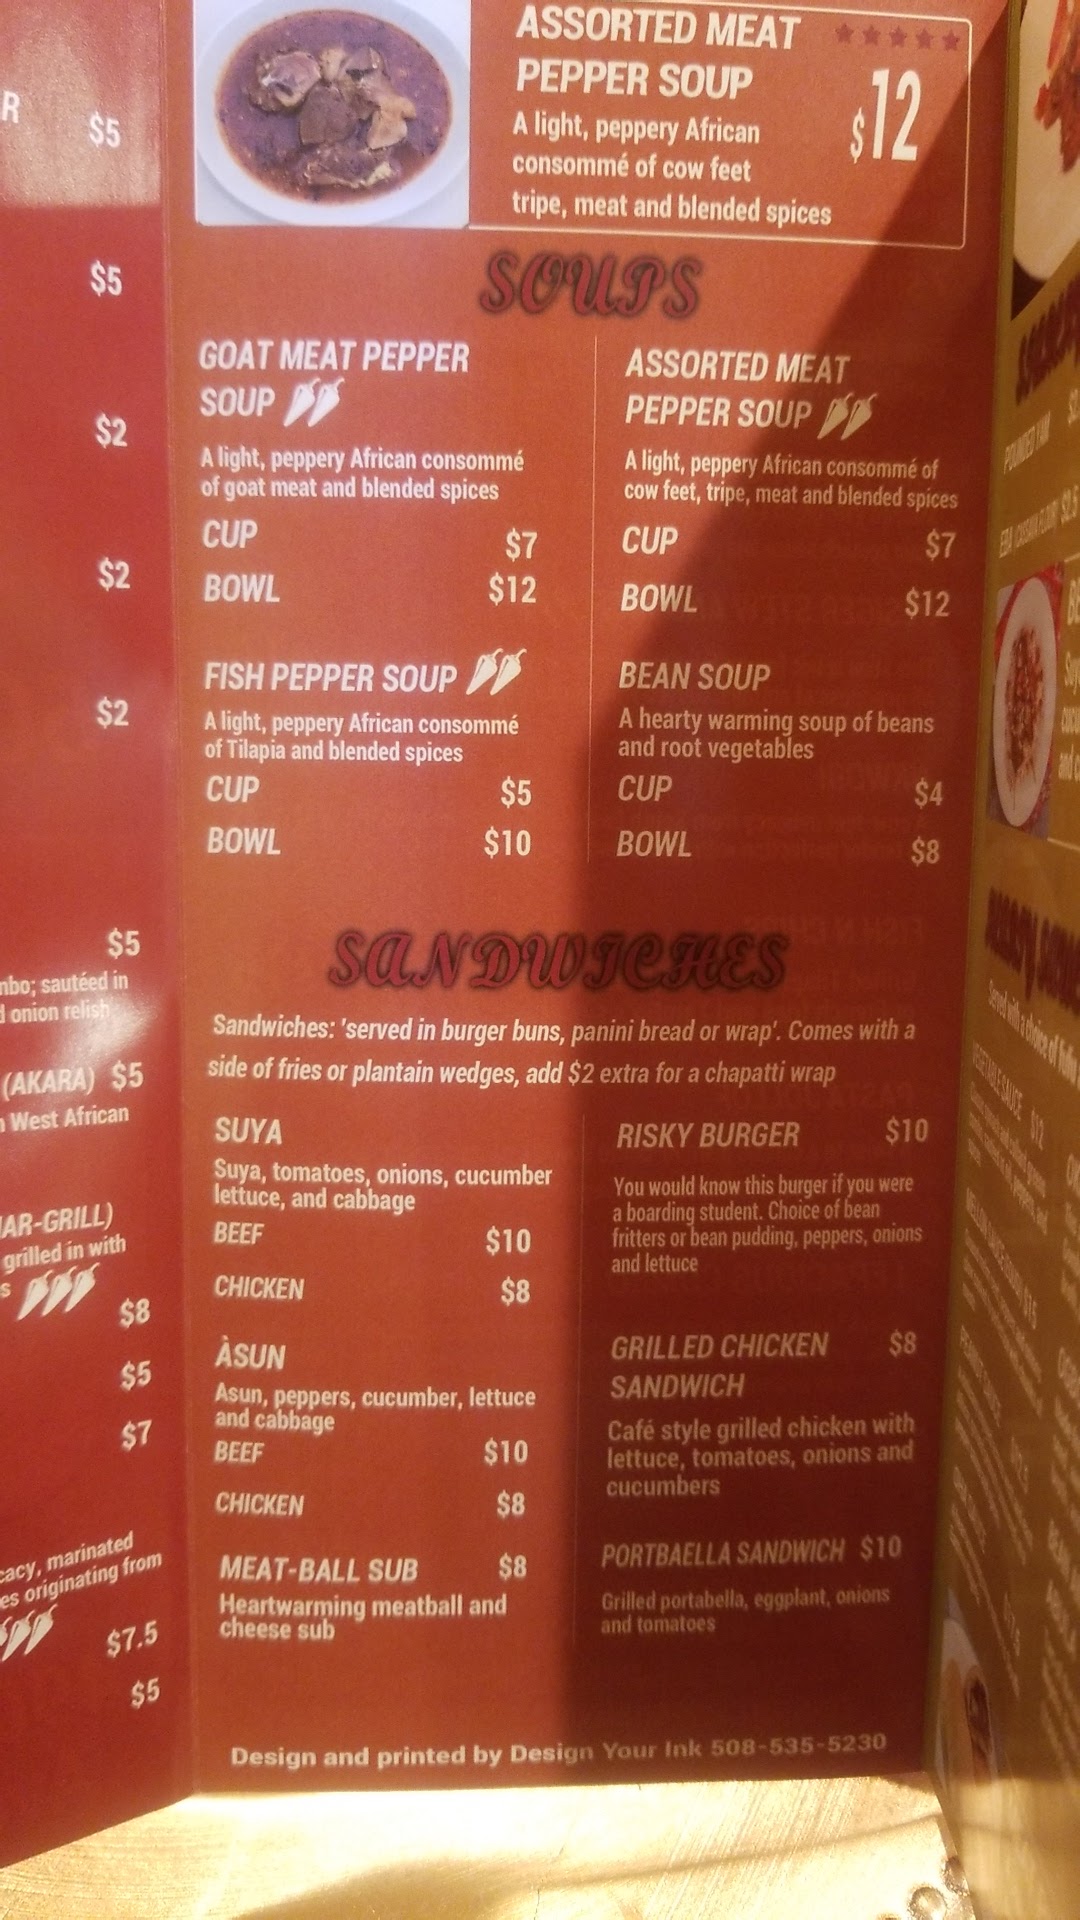 R
$5
$5
$2
$2
$2
$5
nbo; sautéed in
d onion relish
(AKARA) $5
West African
AR-GRILL)
grilled in with
s
$8
$5
$7
cacy, marinated
es originating from
$7.5
$5
ASSORTED MEAT
PEPPER SOUP
$12
A light, peppery African
consommé of cow feet
tripe, meat and blended spices
SOUPS
GOAT MEAT PEPPER
SOUP
A light, peppery African consommé
of goat meat and blended spices
CUP $7
BOWL $12
FISH PEPPER SOUP
A light, peppery African consommé
of Tilapia and blended spices
CUP $5
BOWL $10
ASSORTED MEAT
PEPPER SOUP
A light, peppery African consommé of
cow feet, tripe, meat and blended spices
CUP $7
BOWL $12
BEAN SOUP
A hearty warming soup of beans
and root vegetables
CUP $4
BOWL $8
SANDWICHES
Sandwiches: 'served in burger buns, panini bread or wrap'. Comes with a
side of fries or plantain wedges, add $2 extra for a chapatti wrap
SUYA
Suya, tomatoes, onions, cucumber
lettuce, and cabbage
BEEF $10
CHICKEN $8
ÀSUN
Asun, peppers, cucumber, lettuce
and cabbage
BEEF $10
CHICKEN $8
MEAT-BALL SUB $8
Heartwarming meatball and
cheese sub
RISKY BURGER $10
You would know this burger if you were
a boarding student. Choice of bean
fritters or bean pudding, peppers, onions
and lettuce
GRILLED CHICKEN $8
SANDWICH
Café style grilled chicken with
lettuce, tomatoes, onions and
cucumbers
PORTBAELLA SANDWICH $10
Grilled portabella, eggplant, onions
and tomatoes
Design and printed by Design Your Ink 508-535-5230
POUNDED YAM
Served with a choice of
VEGETABLE SAUCE $12